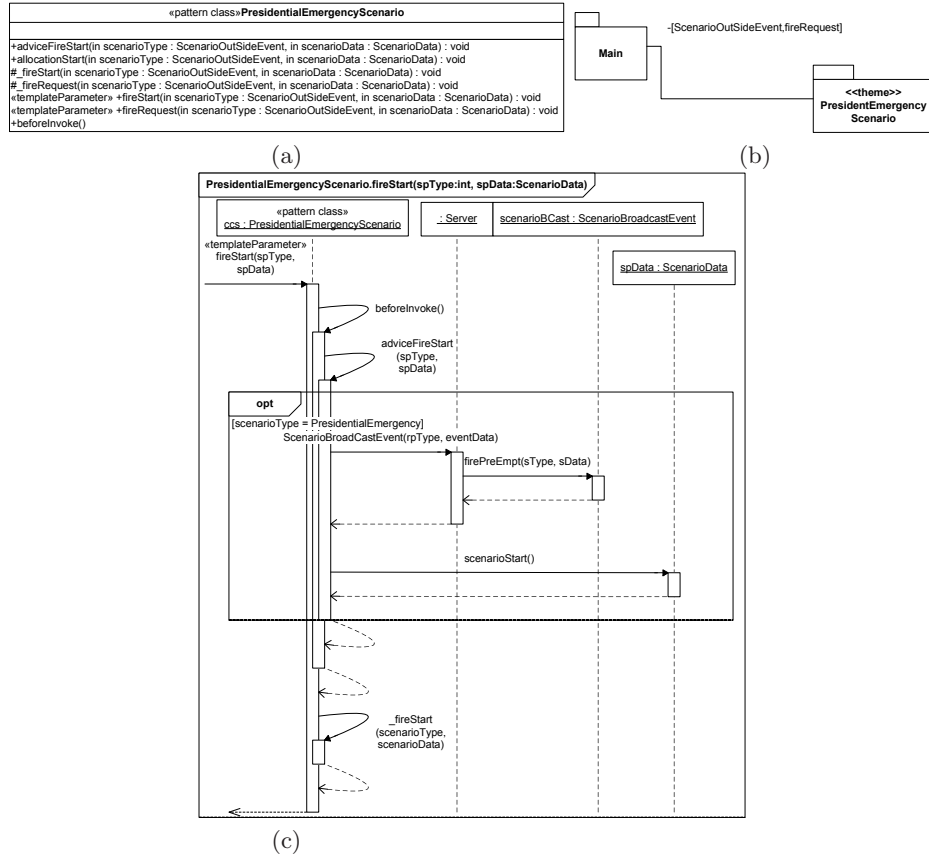 «pattern class»PresidentialEmergencyScenario
+adviceFireStart(in scenarioType : ScenarioOutSideEvent, in scenarioData : ScenarioData) : void
+allocationStart(in scenarioType : ScenarioOutSideEvent, in scenarioData : ScenarioData) : void
#_fireStart(in scenarioType : ScenarioOutSideEvent, in scenarioData : ScenarioData) : void
#_fireRequest(in scenarioType : ScenarioOutSideEvent, in scenarioData : ScenarioData) : void
«templateParameter» +fireStart(in scenarioType : ScenarioOutSideEvent, in scenarioData : ScenarioData) : void
«templateParameter» +fireRequest(in scenarioType : ScenarioOutSideEvent, in scenarioData : ScenarioData) : void
+beforeInvoke()
(a)
-[ScenarioOutSideEvent,fireRequest]
Main
<<theme>>
PresidentEmergency
Scenario
(b)
PresidentialEmergencyScenario.fireStart(spType:int, spData:ScenarioData)
«pattern class»
ccs : PresidentialEmergencyScenario
: Server
scenarioBCast : ScenarioBroadcastEvent
spData : ScenarioData
«templateParameter»
fireStart(spType,
spData)
beforeInvoke()
adviceFireStart
(spType,
spData)
opt
[scenarioType = PresidentialEmergency]
ScenarioBroadCastEvent(rpType, eventData)
firePreEmpt(sType, sData)
scenarioStart()
_fireStart
(scenarioType,
scenarioData)
(c)